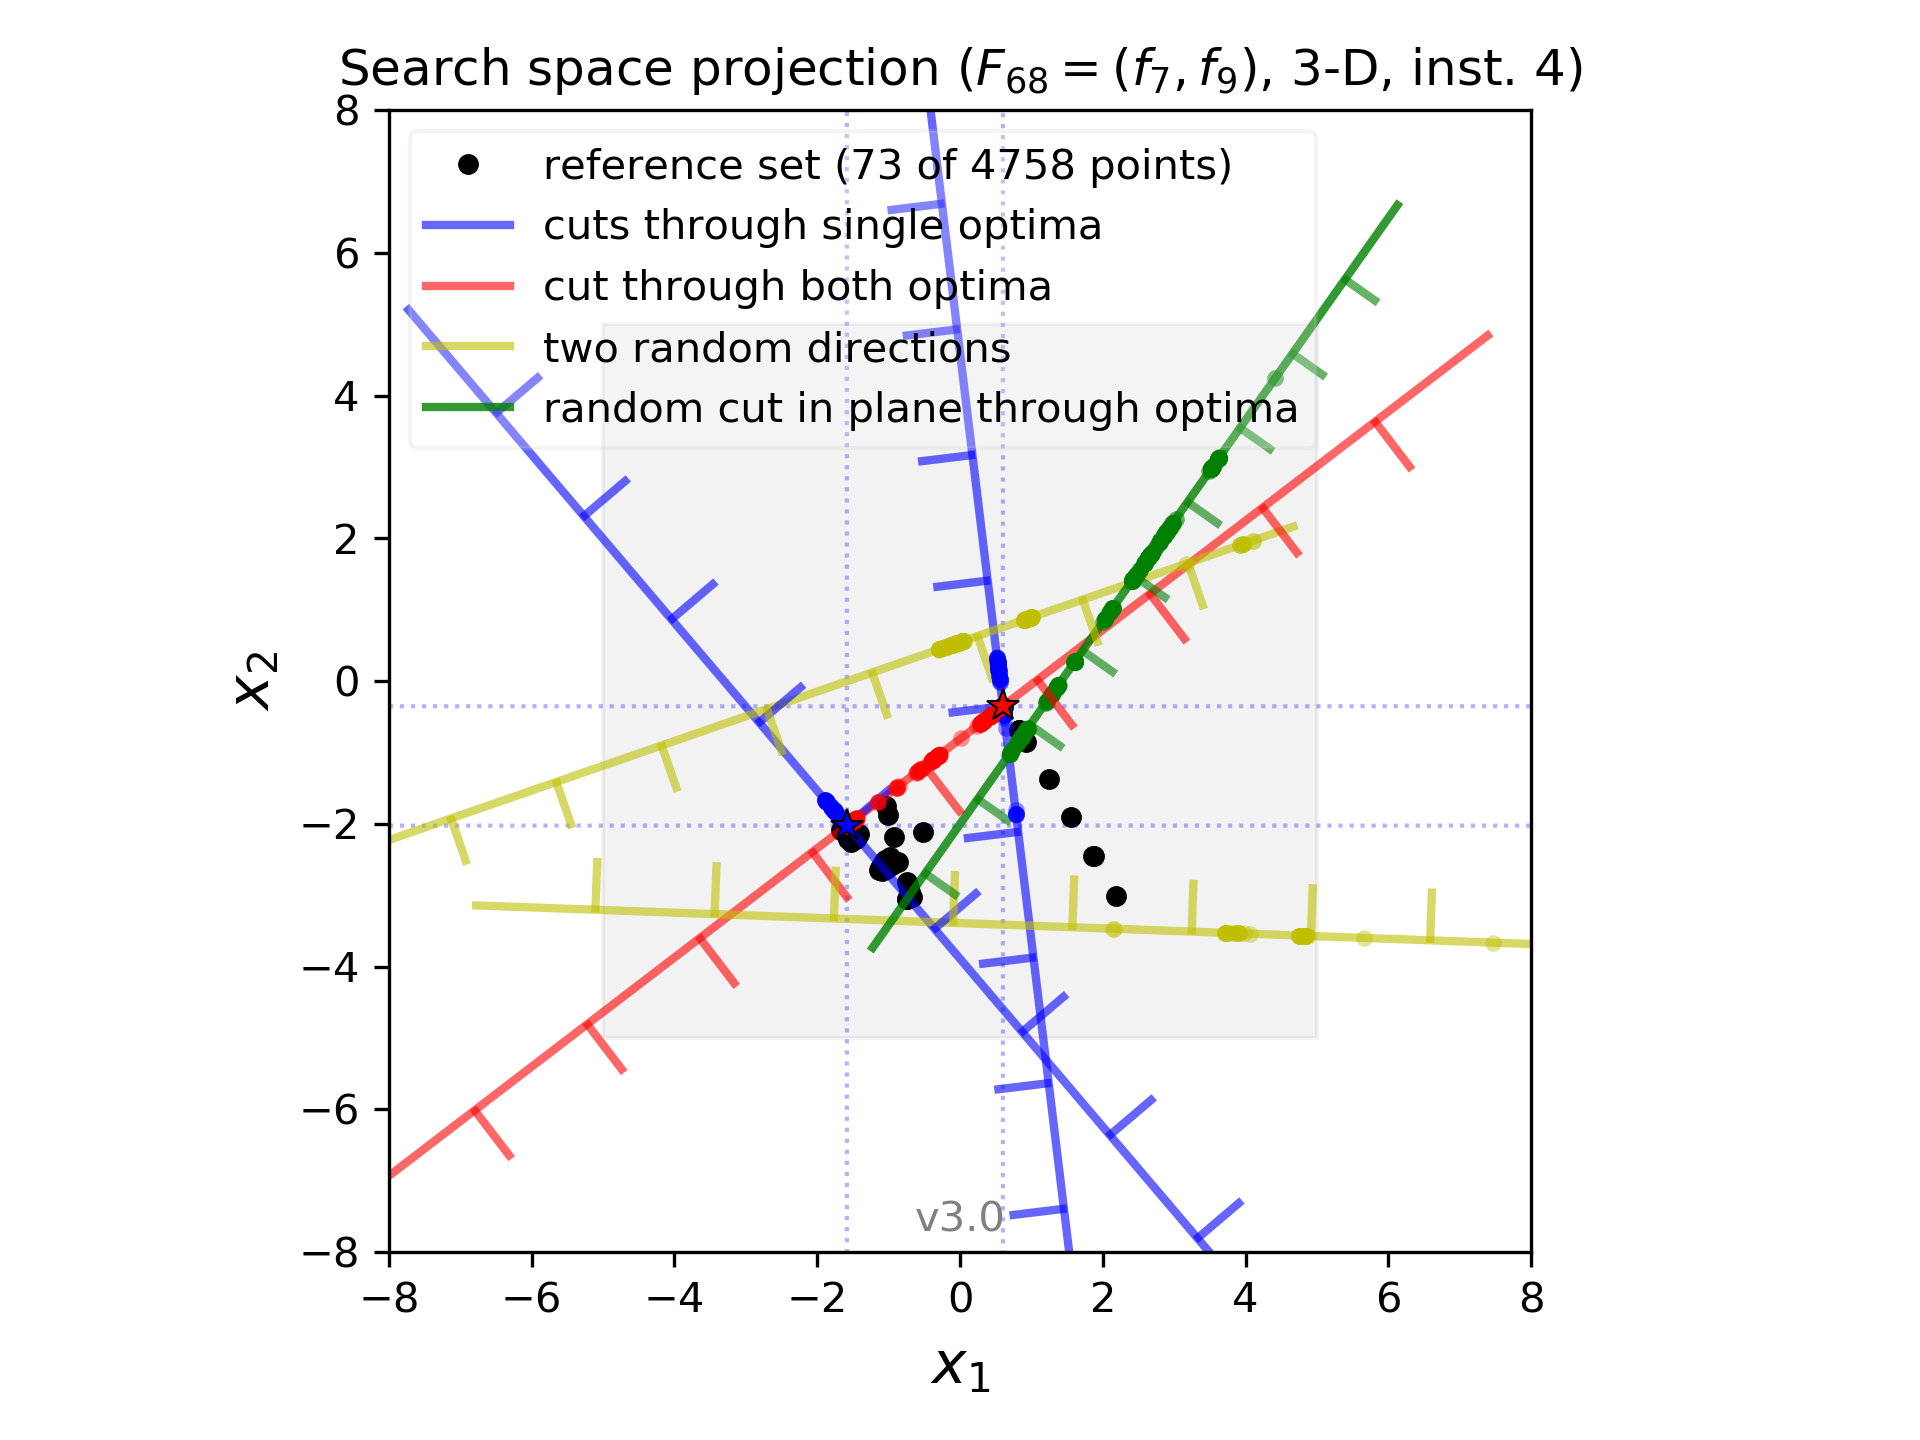 Search space projection (F68 = (f7, f9), 3-D, inst. 4)
reference set (73 of 4758 points)
cuts through single optima
cut through both optima
two random directions
random cut in plane through optima
8
6
4
2
0
−2
−4
−6
−8
x2
v3.0
−8 −6 −4 −2 0 2 4 6 8
x1